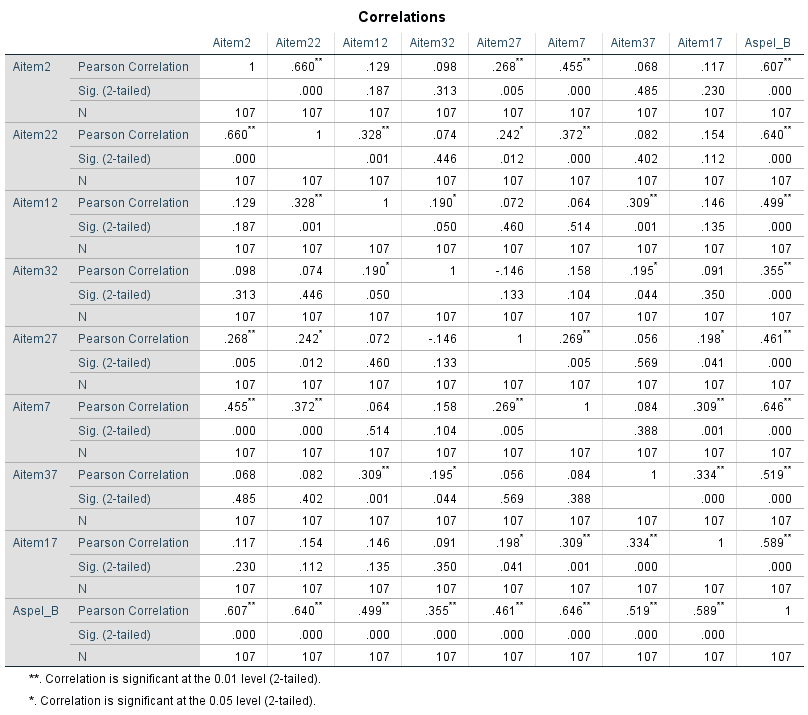 Correlations
Aitem2 Aitem22 Aitem12 Aitem32 Aitem27 Aitem7 Aitem37 Aitem17 Aspel_B
Aitem2 Pearson Correlation 1 .660** .129 .098 .268** .455** .068 .117 .607**
Sig. (2-tailed) .000 .187 .313 .005 .000 .485 .230 .000
N 107 107 107 107 107 107 107 107 107
Aitem22 Pearson Correlation .660** 1 .328** .074 .242* .372** .082 .154 .640**
Sig. (2-tailed) .000 .001 .446 .012 .000 .402 .112 .000
N 107 107 107 107 107 107 107 107 107
Aitem12 Pearson Correlation .129 .328** 1 .190* .072 .064 .309** .146 .499**
Sig. (2-tailed) .187 .001 .050 .460 .514 .001 .135 .000
N 107 107 107 107 107 107 107 107 107
Aitem32 Pearson Correlation .098 .074 .190* 1 -.146 .158 .195* .091 .355**
Sig. (2-tailed) .313 .446 .050 .133 .104 .044 .350 .000
N 107 107 107 107 107 107 107 107 107
Aitem27 Pearson Correlation .268** .242* .072 -.146 1 .269** .056 .198* .461**
Sig. (2-tailed) .005 .012 .460 .133 .005 .569 .041 .000
N 107 107 107 107 107 107 107 107 107
Aitem7 Pearson Correlation .455** .372** .064 .158 .269** 1 .084 .309** .646**
Sig. (2-tailed) .000 .000 .514 .104 .005 .388 .001 .000
N 107 107 107 107 107 107 107 107 107
Aitem37 Pearson Correlation .068 .082 .309** .195* .056 .084 1 .334** .519**
Sig. (2-tailed) .485 .402 .001 .044 .569 .388 .000 .000
N 107 107 107 107 107 107 107 107 107
Aitem17 Pearson Correlation .117 .154 .146 .091 .198* .309** .334** 1 .589**
Sig. (2-tailed) .230 .112 .135 .350 .041 .001 .000 .000
N 107 107 107 107 107 107 107 107 107
Aspel_B Pearson Correlation .607** .640** .499** .355** .461** .646** .519** .589** 1
Sig. (2-tailed) .000 .000 .000 .000 .000 .000 .000 .000
N 107 107 107 107 107 107 107 107 107
**. Correlation is significant at the 0.01 level (2-tailed).
*. Correlation is significant at the 0.05 level (2-tailed).